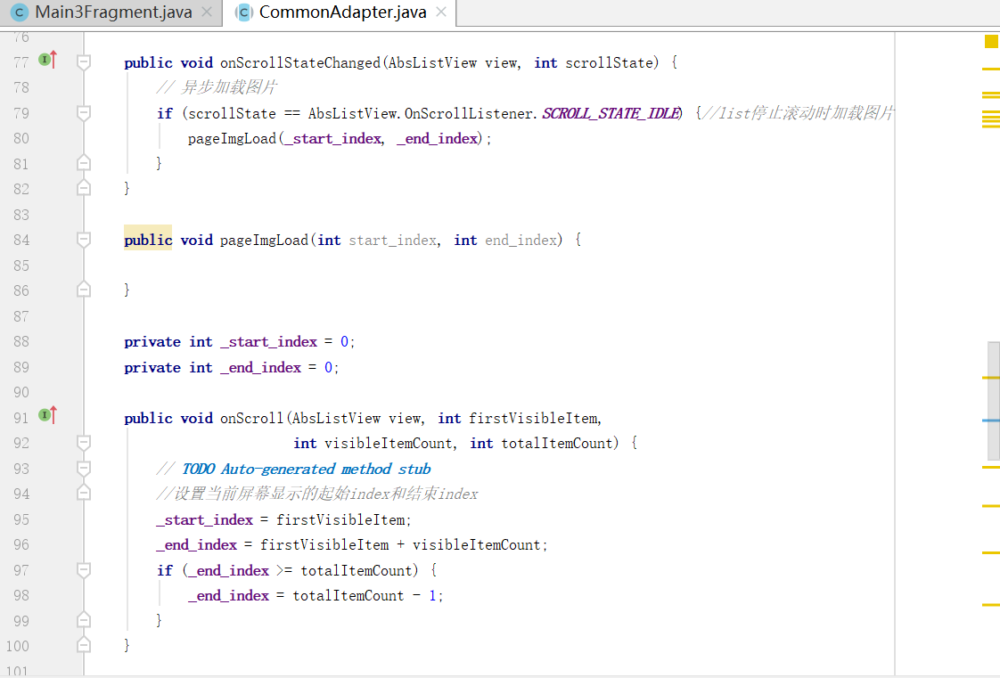 Main3Fragment.java CommonAdapter.java
76
77 public void onScrollStateChanged(AbsListView view, int scrollState) {
78 // 异步加载图片
79 if (scrollState == AbsListView.OnScrollListener.SCROLL_STATE_IDLE) {//list停止滚动时加载图片
80 pageImgLoad(_start_index, _end_index);
81 }
82 }
83
84 public void pageImgLoad(int start_index, int end_index) {
85
86 }
87
88 private int _start_index = 0;
89 private int _end_index = 0;
90
91 public void onScroll(AbsListView view, int firstVisibleItem,
92 int visibleItemCount, int totalItemCount) {
93 // TODO Auto-generated method stub
94 //设置当前屏幕显示的起始index和结束index
95 _start_index = firstVisibleItem;
96 _end_index = firstVisibleItem + visibleItemCount;
97 if (_end_index >= totalItemCount) {
98 _end_index = totalItemCount - 1;
99 }
100 }
101